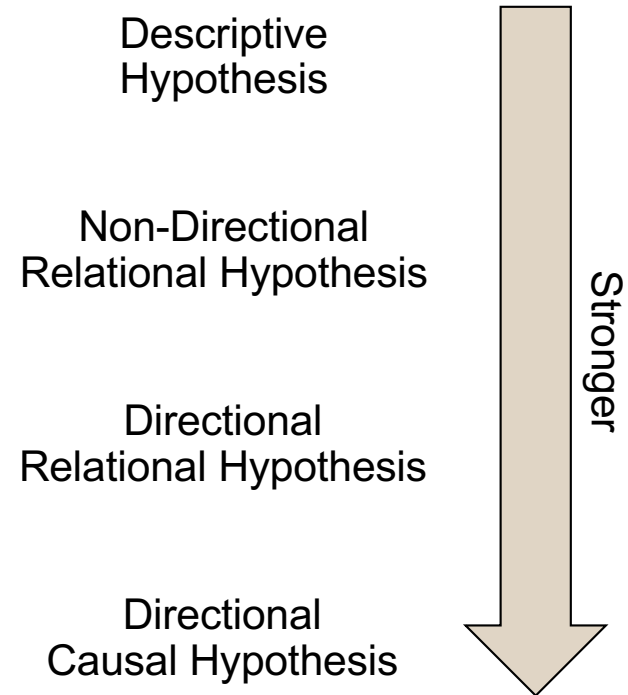 Descriptive
Hypothesis
Non-Directional
Relational Hypothesis
Stronger
Directional
Relational Hypothesis
Directional
Causal Hypothesis